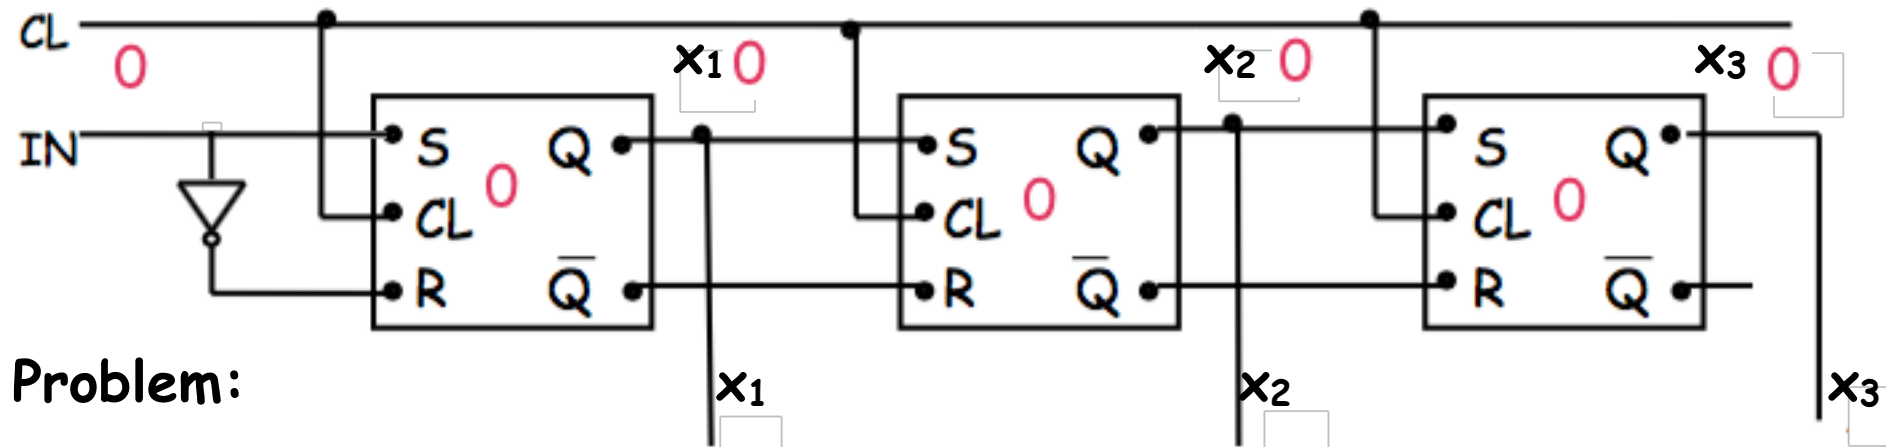 CL
0 x1 0 x2 0 x3 0
IN S Q S Q S Q
0 0 0
CL CL CL
R Q̅ R Q̅ R Q̅
Problem: x1 x2 x3